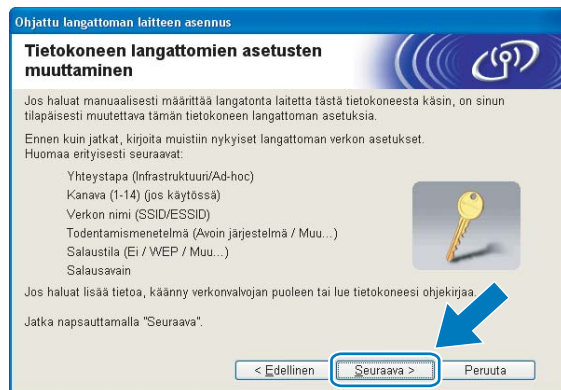 Ohjattu langattoman laitteen asennus
Tietokoneen langattomien asetusten
muuttaminen
Jos haluat manuaalisesti määrittää langatonta laitetta tästä tietokoneesta käsin, on sinun
tilapäisesti muutettava tämän tietokoneen langattoman asetuksia.
Ennen kuin jatkat, kirjoita muistiin nykyiset langattoman verkon asetukset.
Huomaa erityisesti seuraavat:
Yhteystapa (Infrastruktuuri/Ad-hoc)
Kanava (1-14) (jos käytössä)
Verkon nimi (SSID/ESSID)
Todentamismenetelmä (Avoin järjestelmä / Muu...)
Salaustila (Ei / WEP / Muu...)
Salausavain
Jos haluat lisää tietoa, käänny verkonvalvojan puoleen tai lue tietokoneesi ohjekirjaa.
Jatka napsauttamalla "Seuraava".
< Edellinen Seuraava > Peruuta